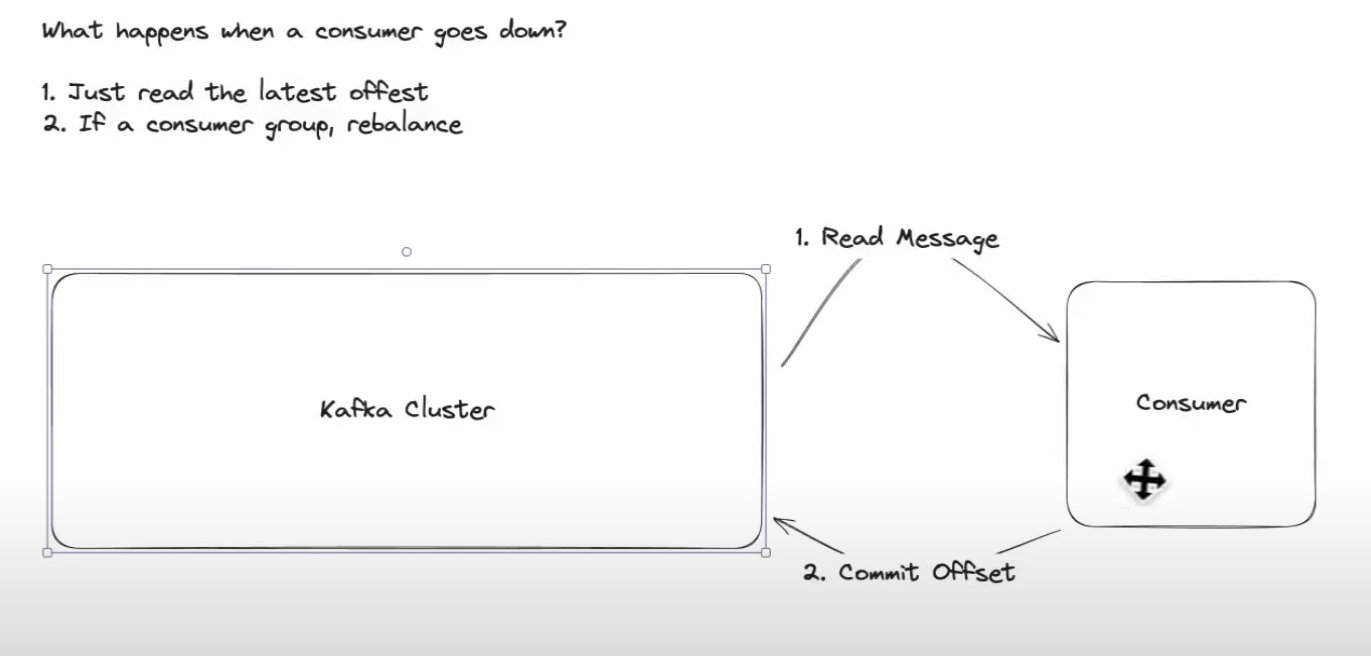 What happens when a consumer goes down?
1. Just read the latest offest
2. If a consumer group, rebalance
1. Read Message
Kafka Cluster
Consumer
2. Commit Offset